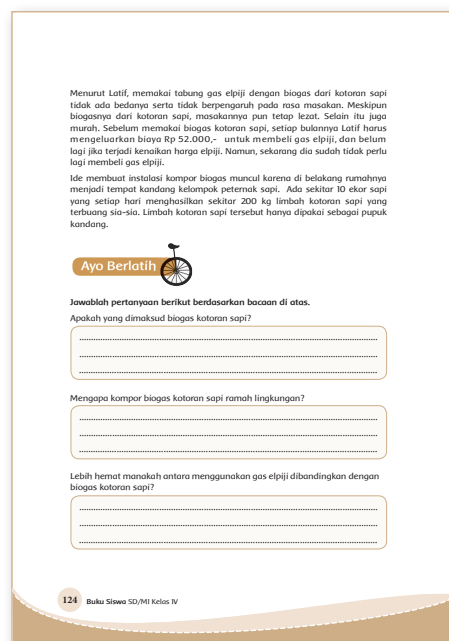 Menurut Latif, memakai tabung gas elpiji dengan biogas dari kotoran sapi
tidak ada bedanya serta tidak berpengaruh pada rasa masakan. Meskipun
biogasnya dari kotoran sapi, masakannya pun tetap lezat. Selain itu juga
murah. Sebelum memakai biogas kotoran sapi, setiap bulannya Latif harus
mengeluarkan biaya Rp 52.000,- untuk membeli gas elpiji, dan belum
lagi jika terjadi kenaikan harga elpiji. Namun, sekarang dia sudah tidak perlu
lagi membeli gas elpiji.
Ide membuat instalasi kompor biogas muncul karena di belakang rumahnya
menjadi tempat kandang kelompok peternak sapi. Ada sekitar 10 ekor sapi
yang setiap hari menghasilkan sekitar 200 kg limbah kotoran sapi yang
terbuang sia-sia. Limbah kotoran sapi tersebut hanya dipakai sebagai pupuk
kandang.
Ayo Berlatih
Jawablah pertanyaan berikut berdasarkan bacaan di atas.
Apakah yang dimaksud biogas kotoran sapi?
Mengapa kompor biogas kotoran sapi ramah lingkungan?
Lebih hemat manakah antara menggunakan gas elpiji dibandingkan dengan
biogas kotoran sapi?
124 Buku Siswa SD/MI Kelas IV